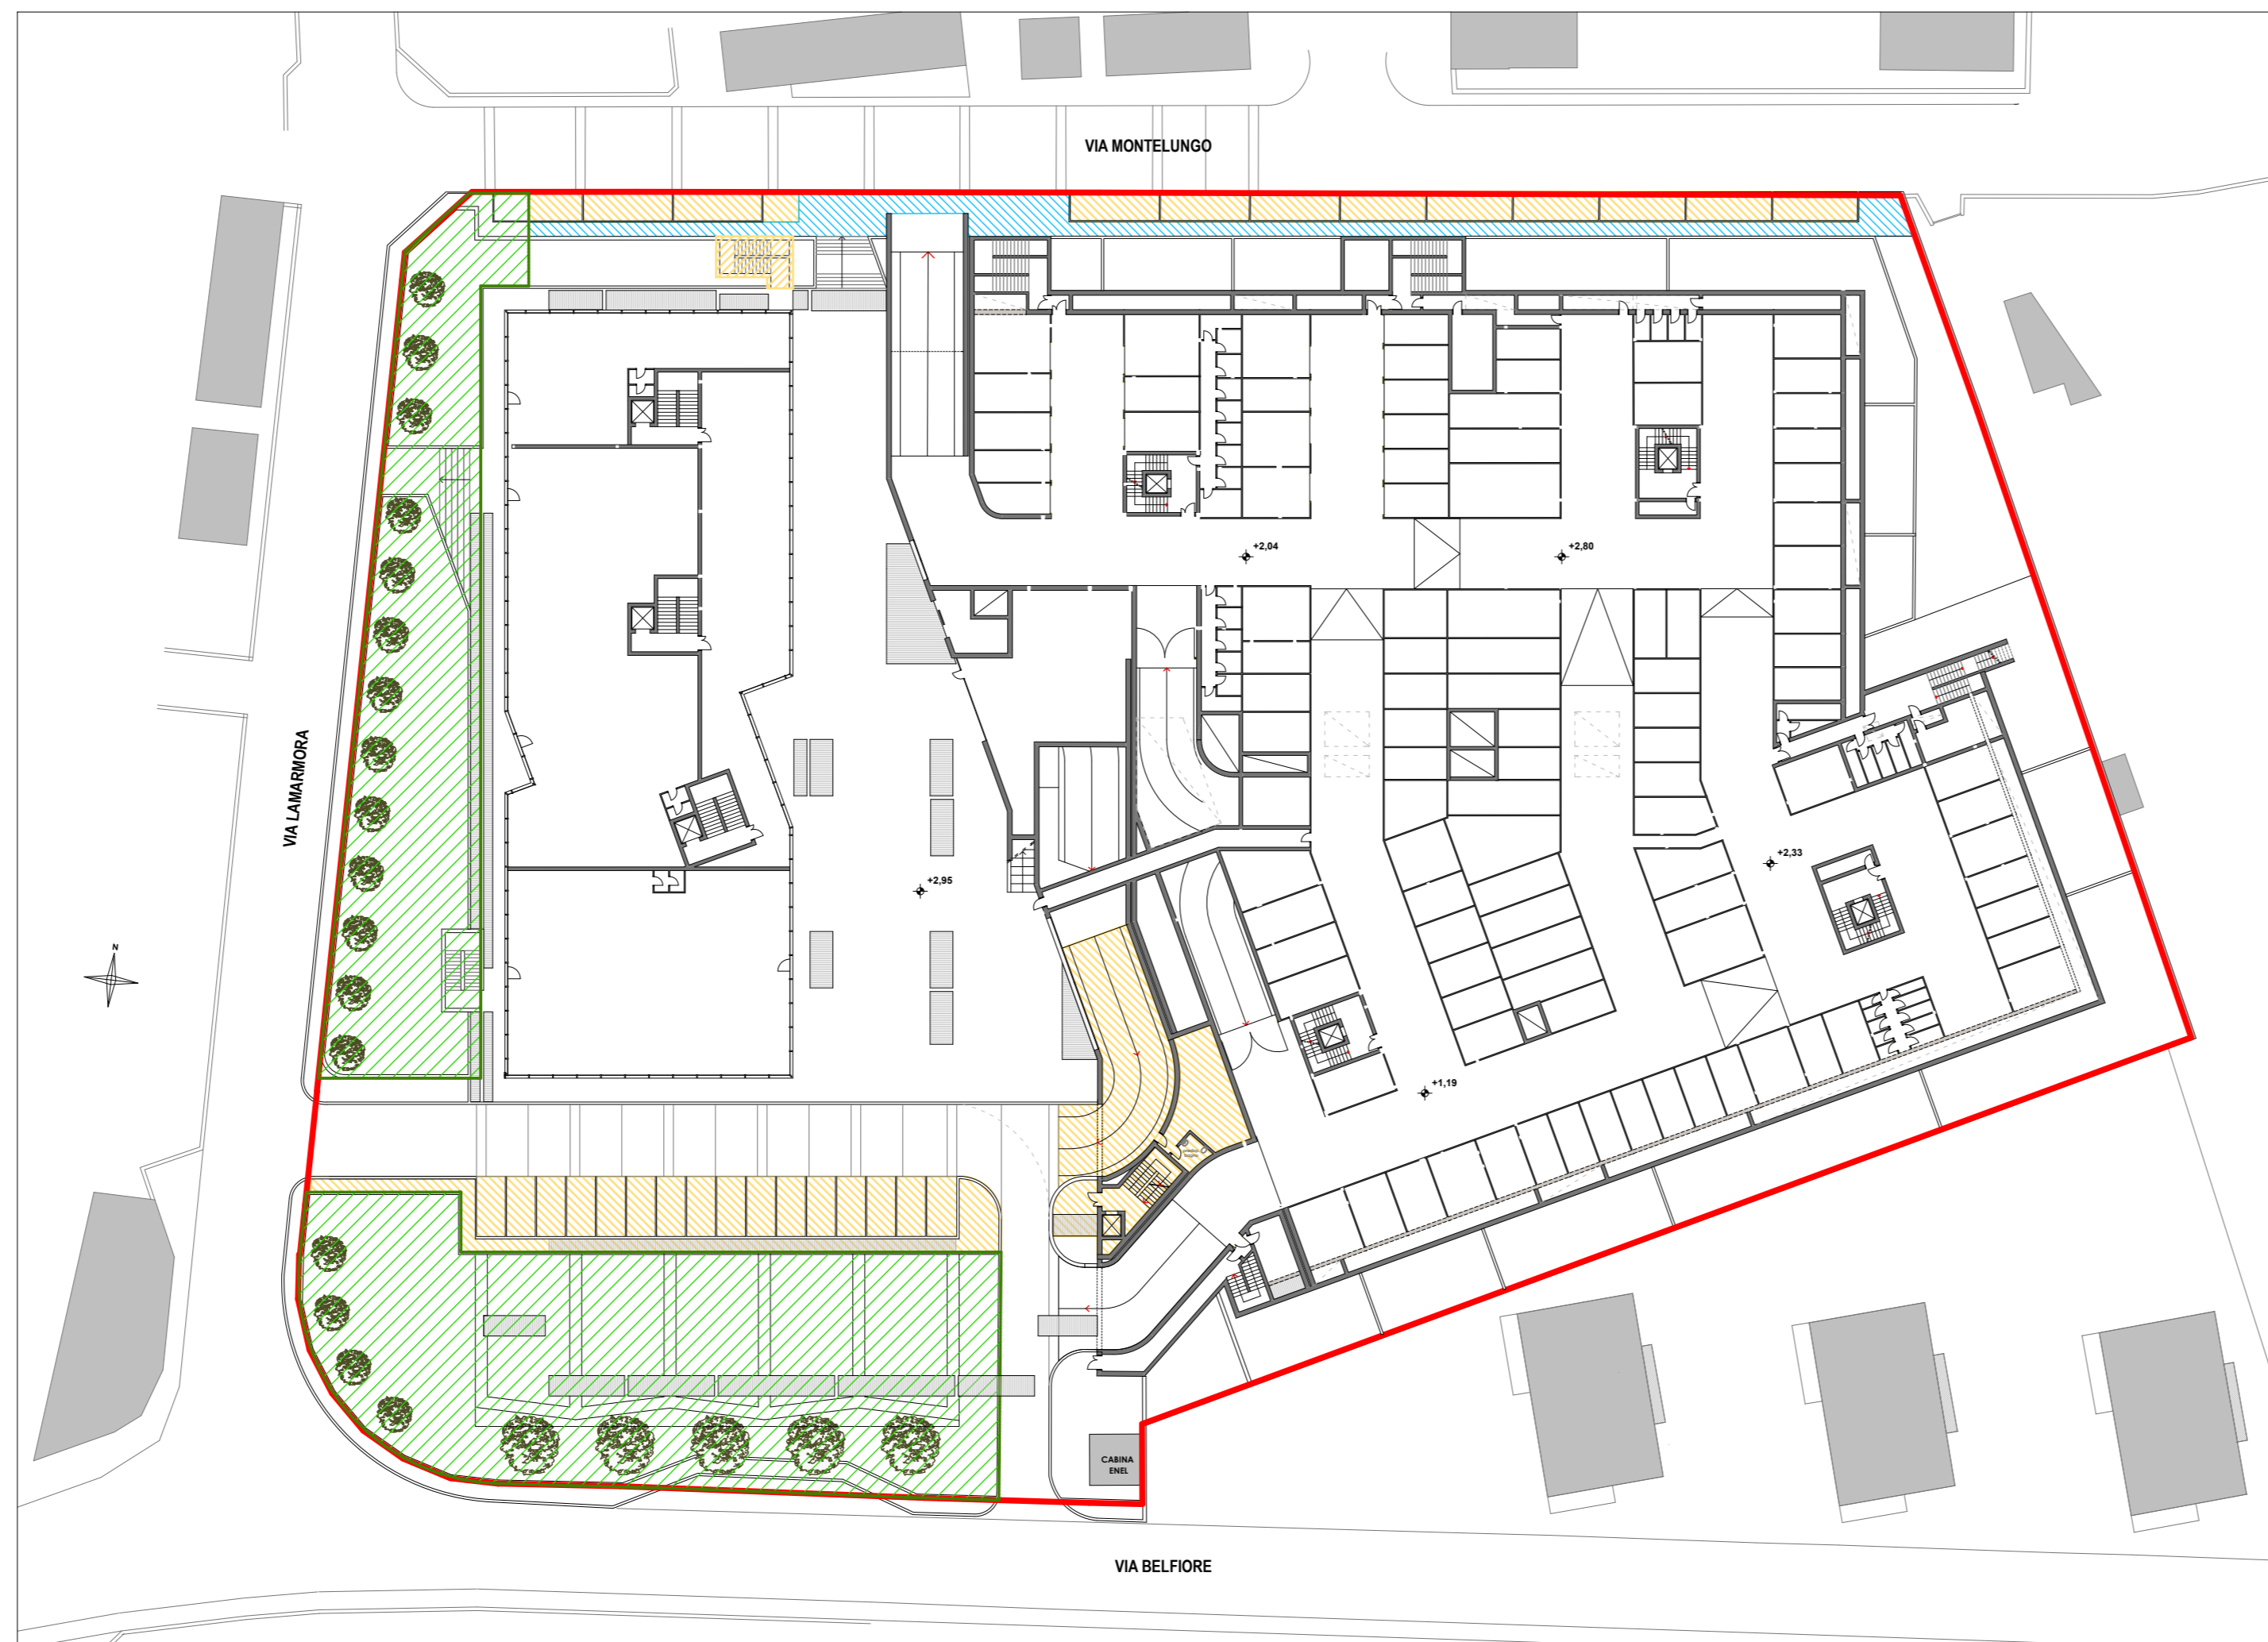 VIA MONTELUNGO
+2,04
+2,80
VIA LAMARMORA
+2,33
+2,95
N
+1,19
CABINA
ENEL
VIA BELFIORE